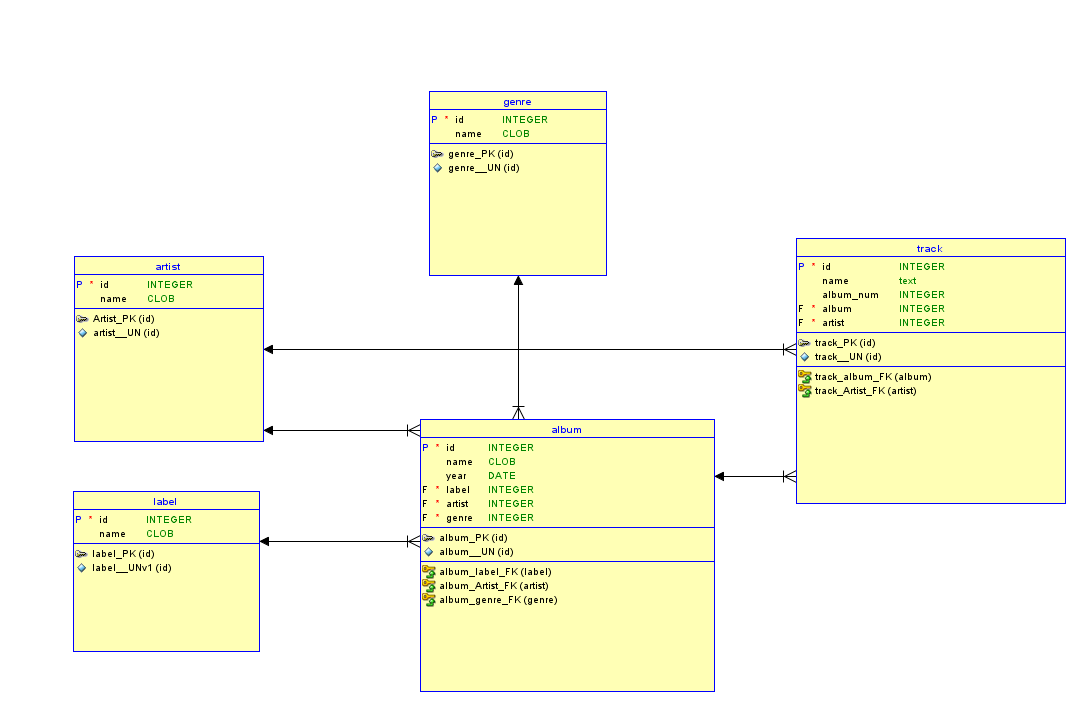 genre
P * id INTEGER
name CLOB
genre_PK (id)
genre__UN (id)
artist
P * id INTEGER
name CLOB
Artist_PK (id)
artist__UN (id)
track
P * id INTEGER
name text
album_num INTEGER
F * album INTEGER
F * artist INTEGER
track_PK (id)
track__UN (id)
track_album_FK (album)
track_Artist_FK (artist)
label
P * id INTEGER
name CLOB
label_PK (id)
label__UNv1 (id)
album
P * id INTEGER
name CLOB
year DATE
F * label INTEGER
F * artist INTEGER
F * genre INTEGER
album_PK (id)
album__UN (id)
album_label_FK (label)
album_Artist_FK (artist)
album_genre_FK (genre)